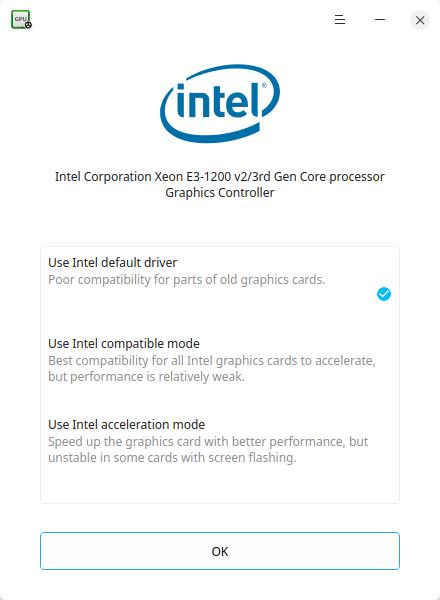 GPU
intel®
Intel Corporation Xeon E3-1200 v2/3rd Gen Core processor
Graphics Controller
Use Intel default driver
Poor compatibility for parts of old graphics cards.
Use Intel compatible mode
Best compatibility for all Intel graphics cards to accelerate,
but performance is relatively weak.
Use Intel acceleration mode
Speed up the graphics card with better performance, but
unstable in some cards with screen flashing.
OK